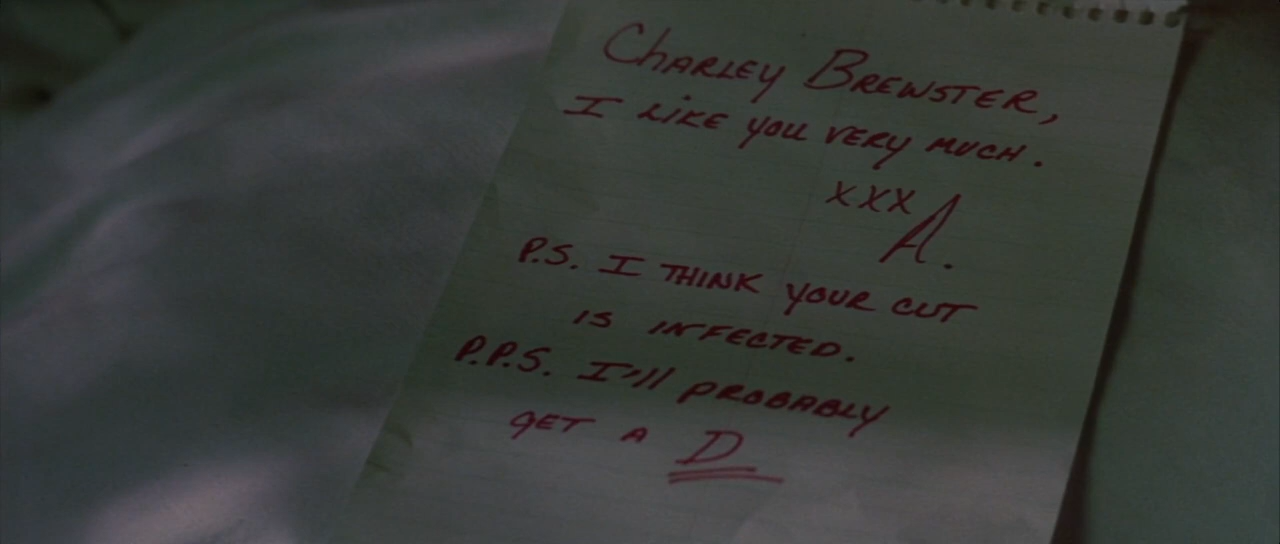 Charley Brewster,
I like you very much.
xxx
A.
P.S. I think your cut
is infected.
P.P.S. I'll probably
get a D